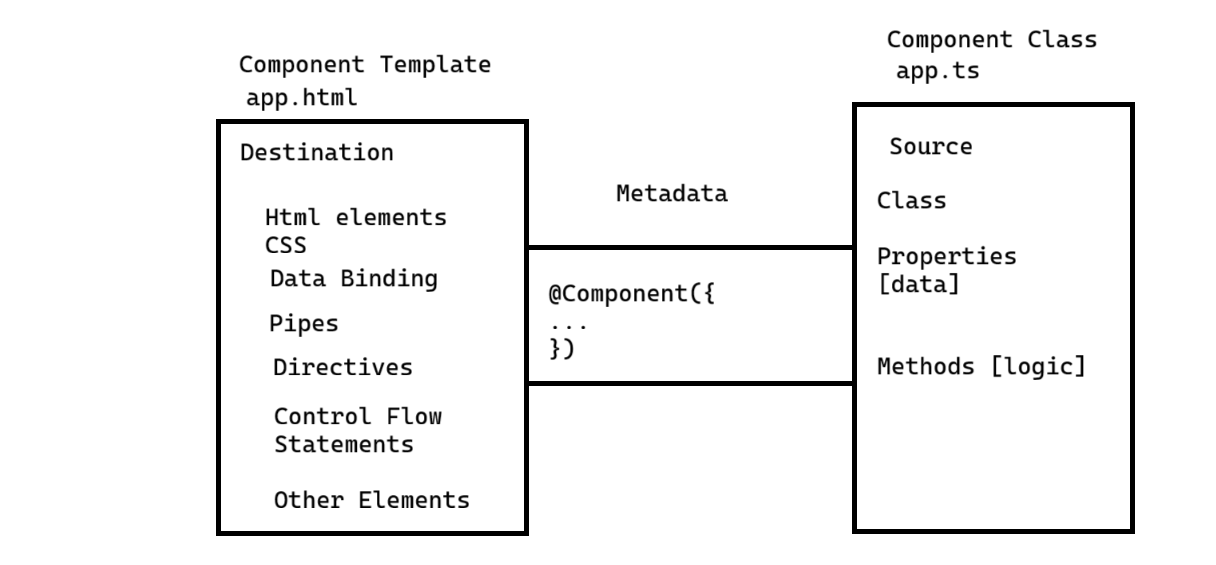 Component Template
app.html
Destination
Html elements
CSS
Data Binding
Pipes
Directives
Control Flow
Statements
Other Elements
Metadata
@Component({
...
})
Component Class
app.ts
Source
Class
Properties
[data]
Methods [logic]